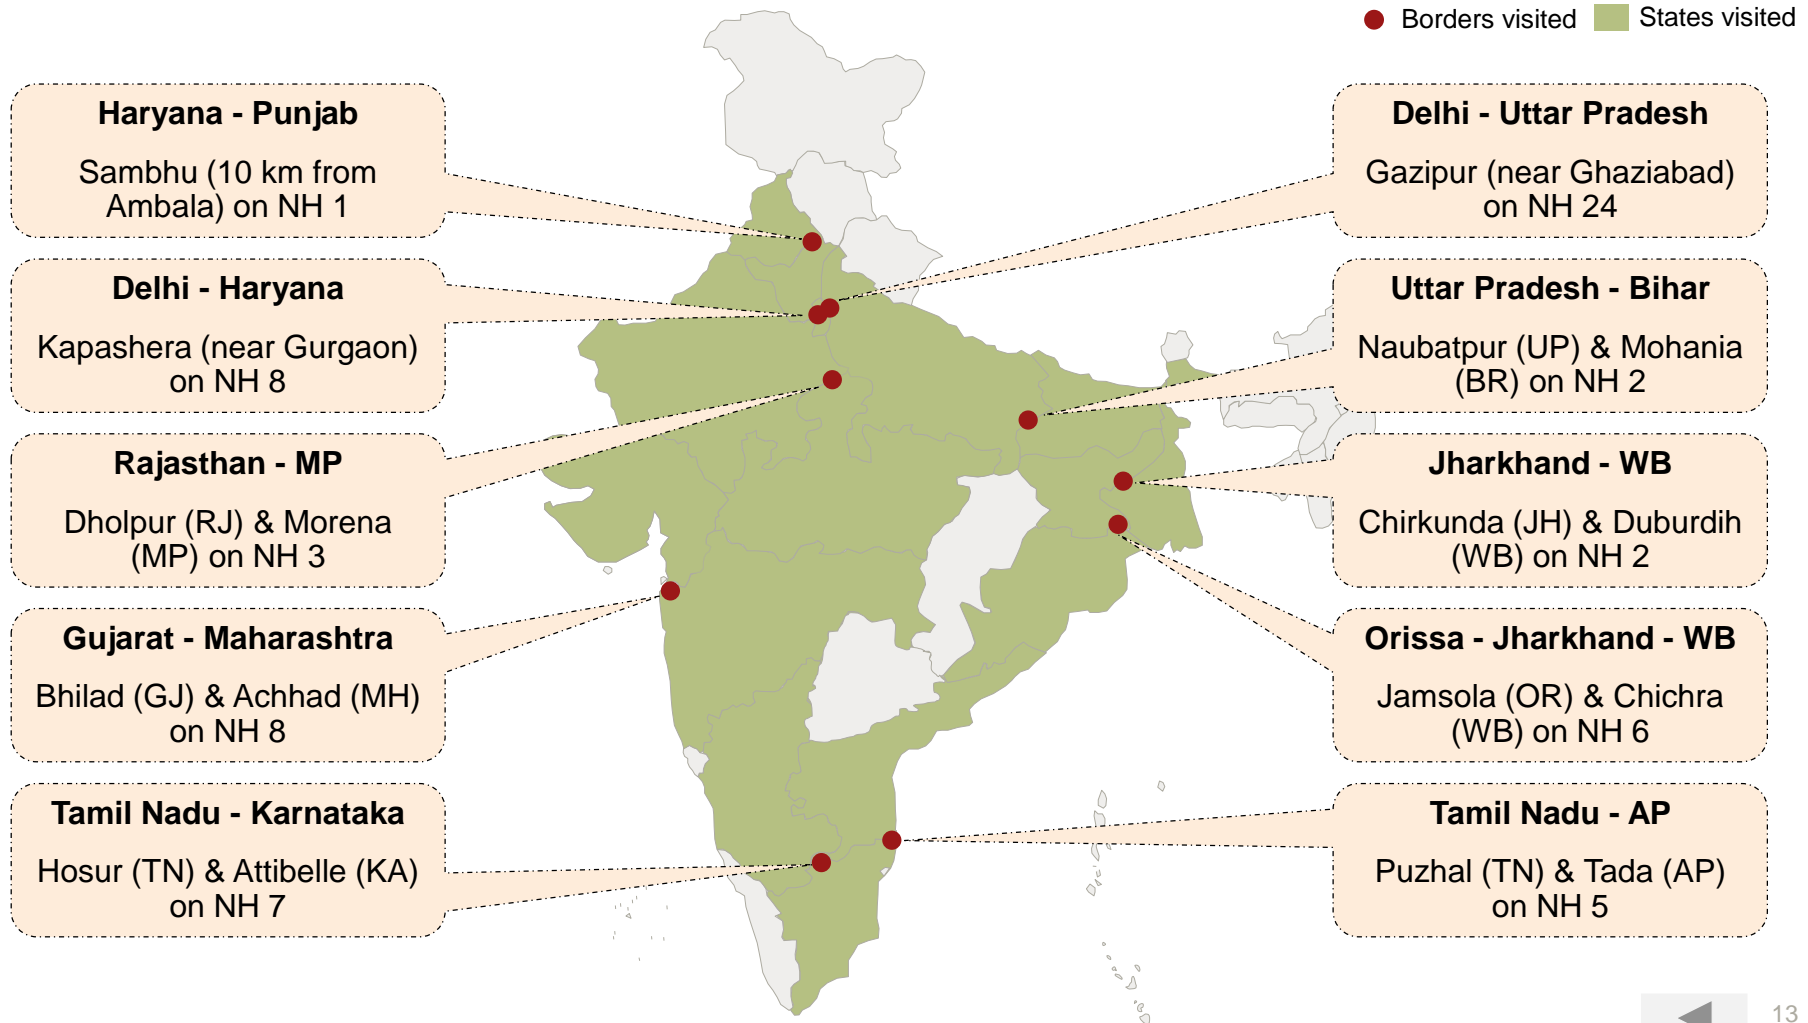 Borders visited
States visited
Haryana - Punjab
Sambhu (10 km from
Ambala) on NH 1
Delhi - Haryana
Kapashera (near Gurgaon)
on NH 8
Rajasthan - MP
Dholpur (RJ) & Morena
(MP) on NH 3
Gujarat - Maharashtra
Bhilad (GJ) & Achhad (MH)
on NH 8
Tamil Nadu - Karnataka
Hosur (TN) & Attibelle (KA)
on NH 7
Delhi - Uttar Pradesh
Gazipur (near Ghaziabad)
on NH 24
Uttar Pradesh - Bihar
Naubatpur (UP) & Mohania
(BR) on NH 2
Jharkhand - WB
Chirkunda (JH) & Duburdih
(WB) on NH 2
Orissa - Jharkhand - WB
Jamsola (OR) & Chichra
(WB) on NH 6
Tamil Nadu - AP
Puzhal (TN) & Tada (AP)
on NH 5
13